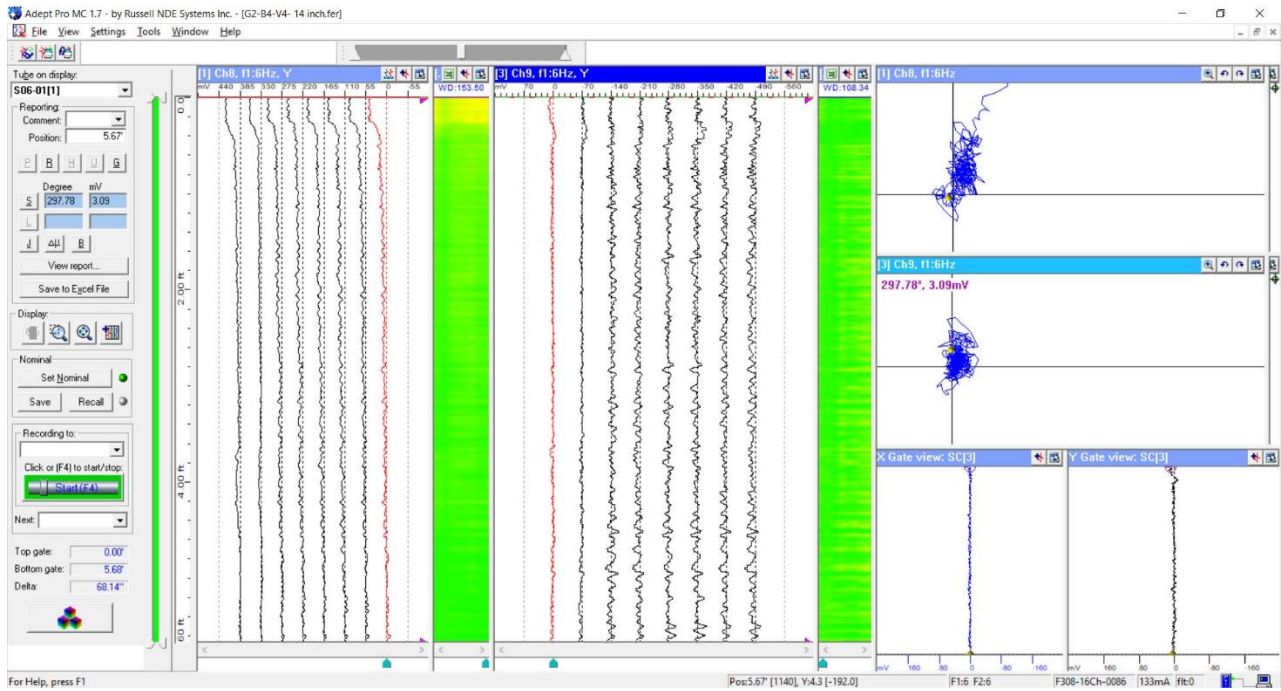 Adept Pro MC 1.7 - by Russell NDE Systems Inc. - [G2-B4-V4- 14 inch.fer]
File View Settings Tools Window Help
Tube on display:
S06-01[1]
Reporting:
Comment:
Position: 5.67'
P R H U G
Degree mV
S 297.78 3.09
L
J Δµ B
View report...
Save to Excel File
Display:
Nominal
Set Nominal
Save Recall
Recording to:
Click or (F4) to start/stop:
Start (F4)
Next:
Top gate: 0.00'
Bottom gate: 5.68'
Delta: 68.14"
0.0
2.00 ft
4.00 ft
6.0 ft
[1] Ch8, f1:6Hz, Y
mV 440 385 330 275 220 165 110 55 0 -55
WD:153.50
[3] Ch9, f1:6Hz, Y
mV 70 0 -70 -140 -210 -280 -350 -420 -490 -560
WD:108.34
[1] Ch8, f1:6Hz
[3] Ch9, f1:6Hz
297.78°, 3.09mV
X Gate view: SC[3]
mV 160 80 0 -80 -160
Y Gate view: SC[3]
mV 160 80 0 -80 -160
For Help, press F1
Pos:5.67' [1140], Y:4.3 [-192.0]
F1:6 F2:6
F308-16Ch-0086
133mA
flt:0